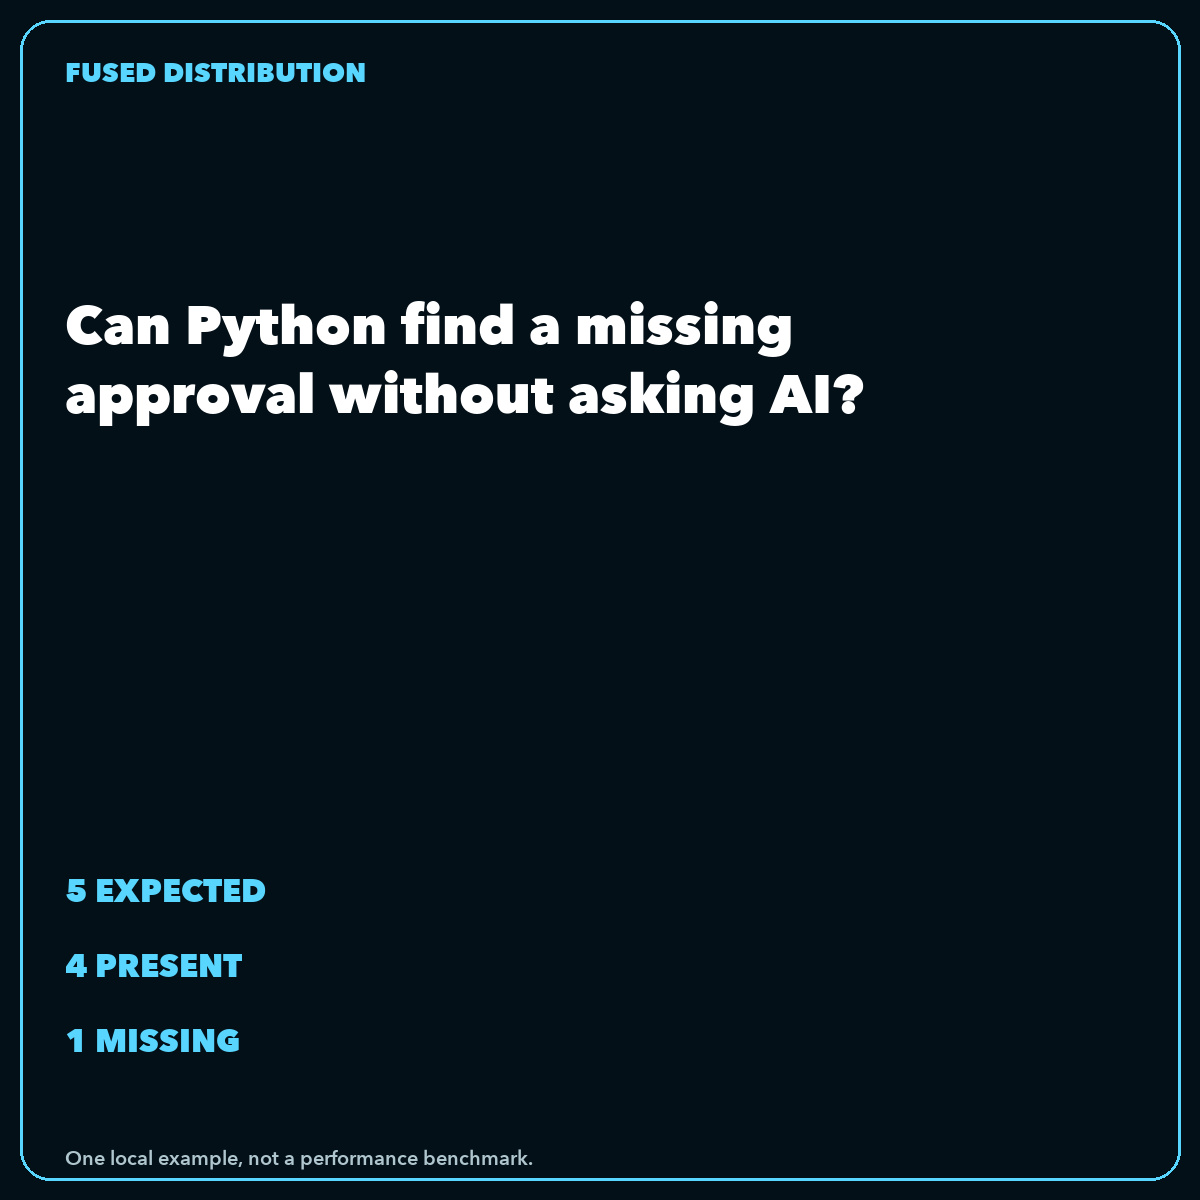 FUSED DISTRIBUTION
Can Python find a missing
approval without asking AI?
5 EXPECTED
4 PRESENT
1 MISSING
One local example, not a performance benchmark.